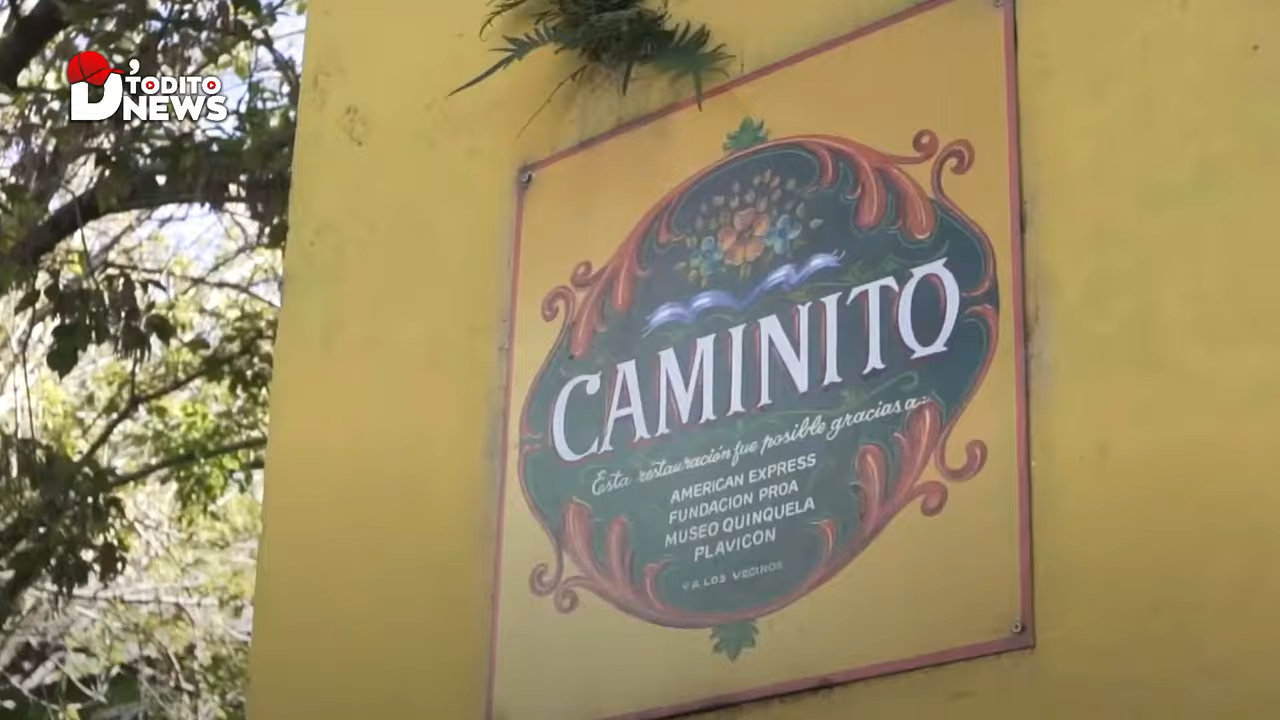 D'TODITO
NEWS
CAMINITO
Esta restauración fue posible gracias a..
AMERICAN EXPRESS
FUNDACION PROA
MUSEO QUINQUELA
PLAVICON
Y A LOS VECINOS